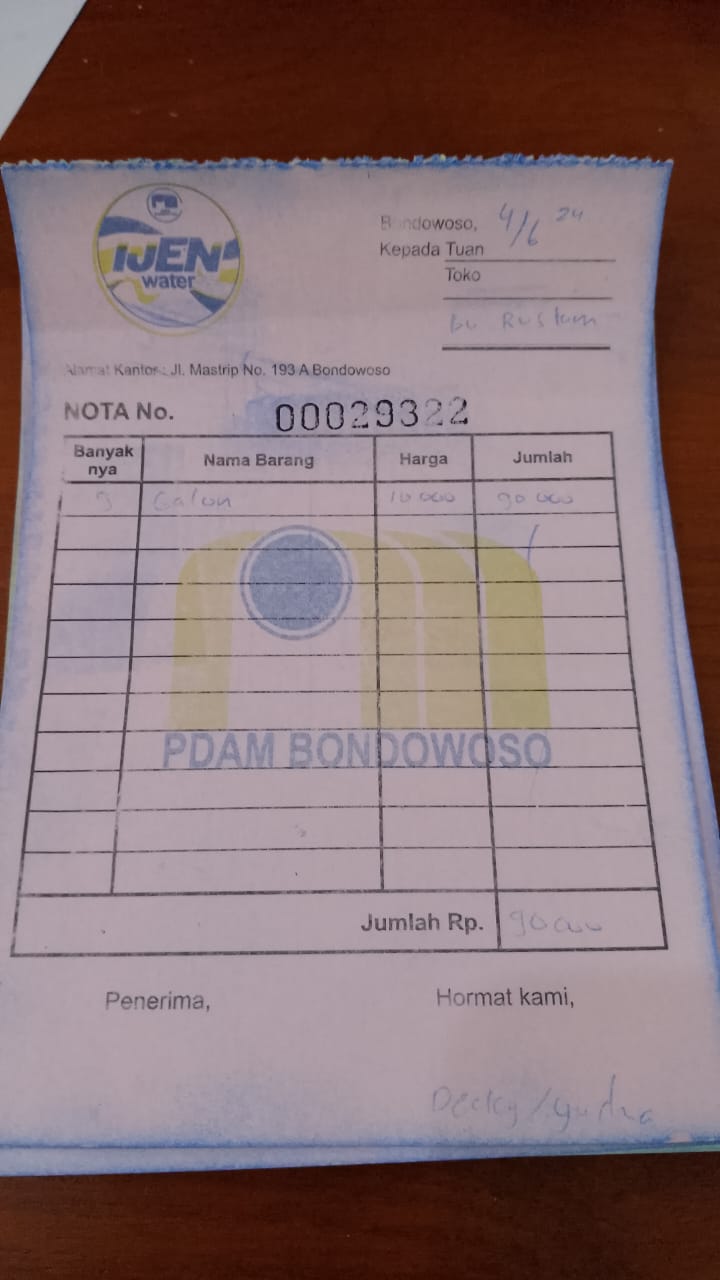 IJEN
water
Bondowoso, 4/6 24
Kepada Tuan
Toko
Bu Rustam
Alamat Kantor : Jl. Mastrip No. 193 A Bondowoso
NOTA No. 00029322
Banyak nya Nama Barang Harga Jumlah
9 Galon 10.000 90.000
PDAM BONDOWOSO
Jumlah Rp. 90.000
Penerima, Hormat kami,
Decky /